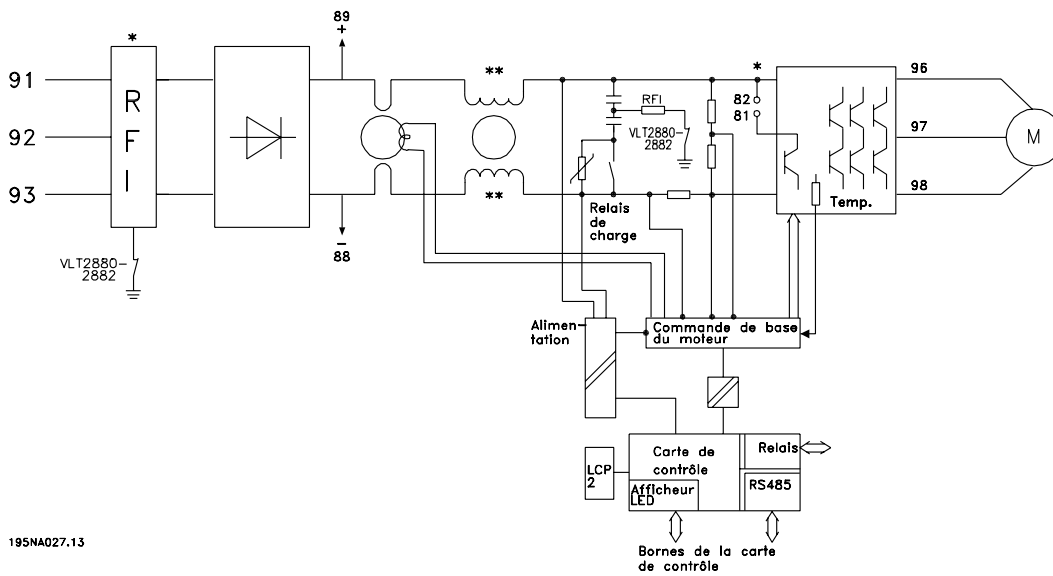 89
+
*
**
*
91
92
93
R
F
I
VLT2880-
2882
-
88
**
RFI
VLT2880-
2882
82
81
96
97
98
M
Temp.
Relais
de
charge
Alimen-
tation
Commande de base
du moteur
LCP
2
Carte de
contrôle
Afficheur
LED
Relais
RS485
Bornes de la carte
de contrôle
195NA027.13